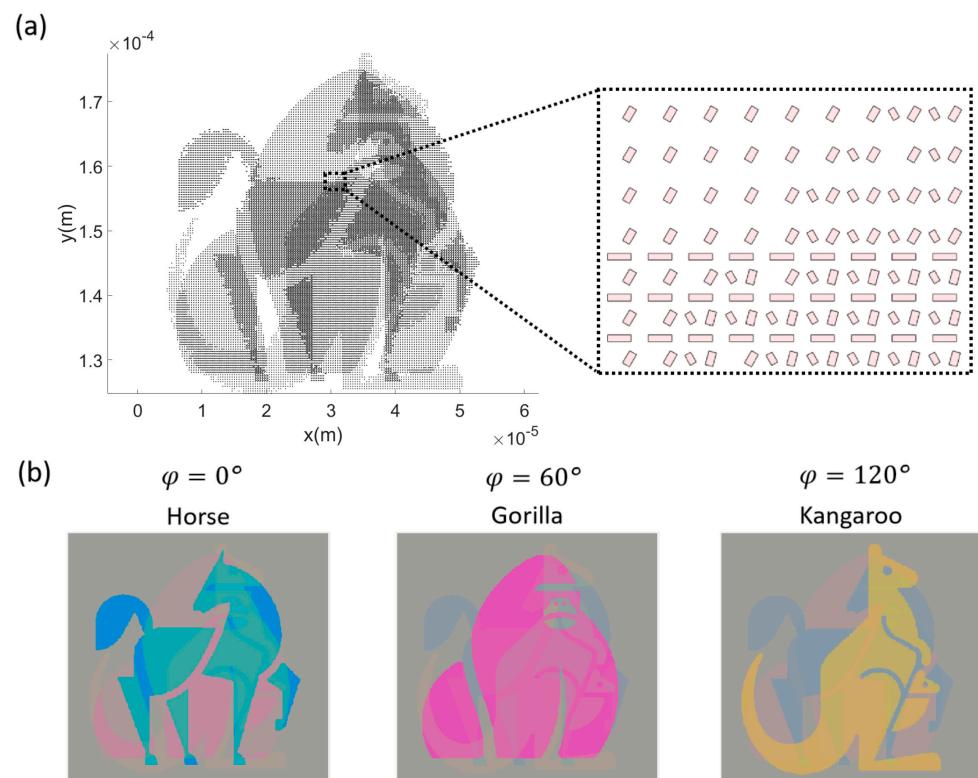 (a)
×10⁻⁴
1.7
1.6
1.5
1.4
1.3
y(m)
0 1 2 3 4 5 6
x(m)
×10⁻⁵
(b)
φ = 0° φ = 60° φ = 120°
Horse Gorilla Kangaroo